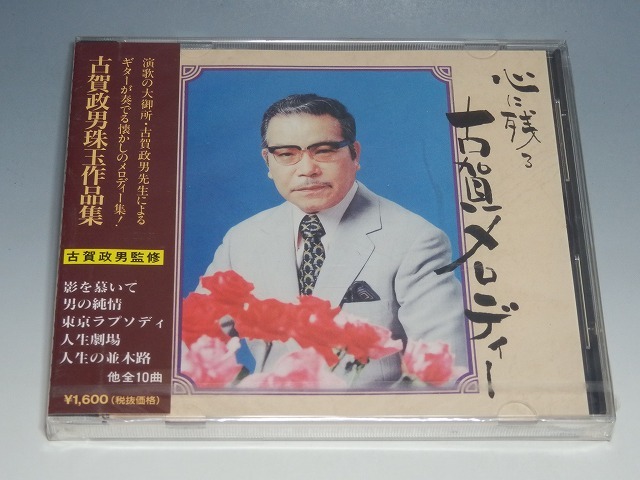 心に残る
古賀メロディー
演歌の大御所・古賀政男先生による
ギターが奏でる懐かしのメロディー集!
古賀政男珠玉作品集
古賀政男監修
影を慕いて
男の純情
東京ラプソディ
人生劇場
人生の並木路
他全10曲
¥1,600(税抜価格)